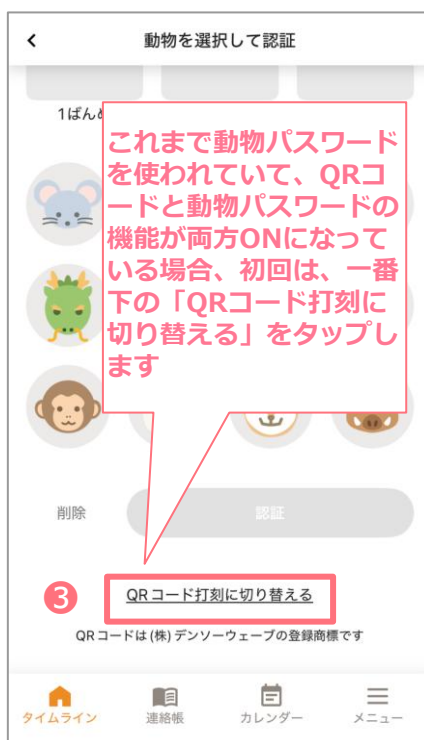 動物を選択して認証
1ばんめ
これまで動物パスワード
を使われていて、QRコ
ードと動物パスワードの
機能が両方ONになって
いる場合、初回は、一番
下の「QRコード打刻に
切り替える」をタップし
ます
削除
認証
3
QRコード打刻に切り替える
QRコードは(株)デンソーウェーブの登録商標です
タイムライン
連絡帳
カレンダー
メニュー